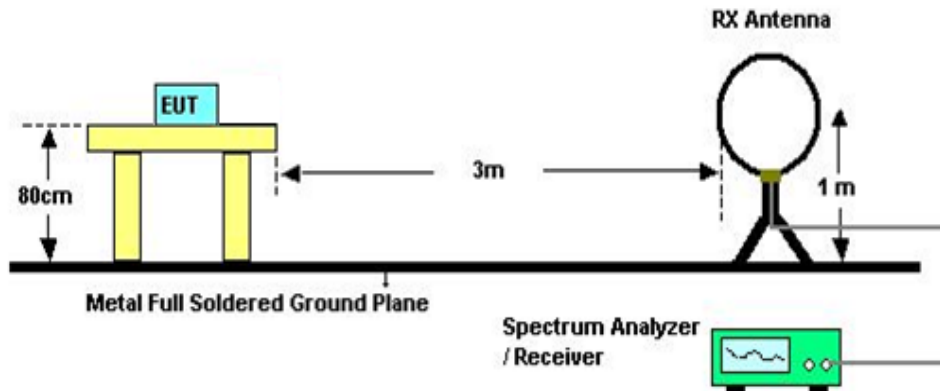 RX Antenna
EUT
80cm
3m
1 m
Metal Full Soldered Ground Plane
Spectrum Analyzer
/ Receiver